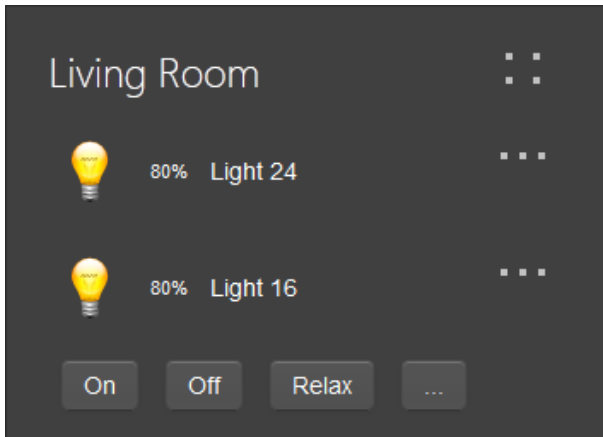 Living Room
80% Light 24
80% Light 16
On Off Relax ...